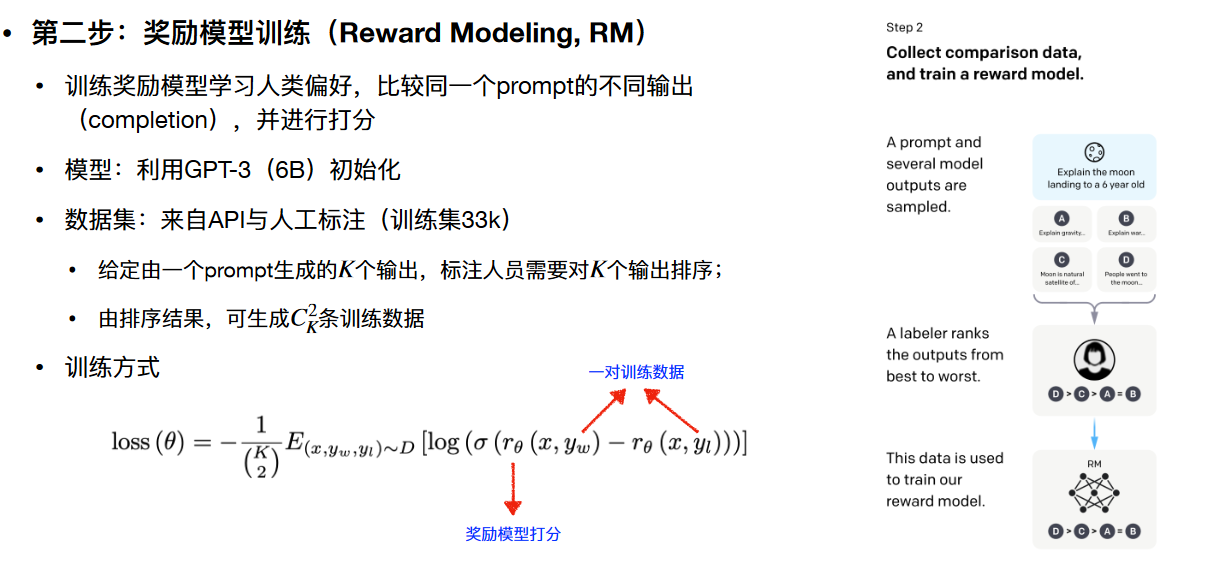 • 第二步：奖励模型训练（Reward Modeling, RM）
• 训练奖励模型学习人类偏好，比较同一个prompt的不同输出
（completion），并进行打分
• 模型：利用GPT-3（6B）初始化
• 数据集：来自API与人工标注（训练集33k）
• 给定由一个prompt生成的K个输出，标注人员需要对K个输出排序；
• 由排序结果，可生成C_K^2条训练数据
• 训练方式
一对训练数据
loss (θ) = −\frac{1}{\binom{K}{2}} E_{(x,y_w,y_l)∼D} [log (σ (r_θ (x, y_w) − r_θ (x, y_l)))]
奖励模型打分
Step 2
Collect comparison data,
and train a reward model.
A prompt and
several model
outputs are
sampled.
Explain the moon
landing to a 6 year old
A
Explain gravity...
B
Explain war...
C
Moon is natural
satellite of...
D
People went to
the moon...
A labeler ranks
the outputs from
best to worst.
D > C > A = B
This data is used
to train our
reward model.
RM
D > C > A = B